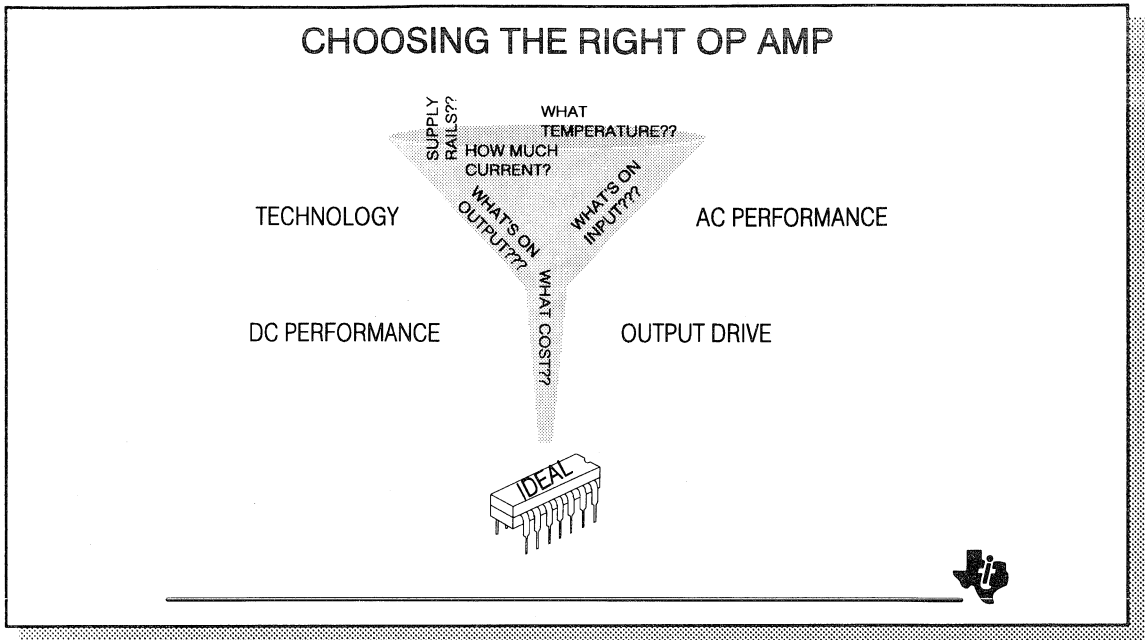 CHOOSING THE RIGHT OP AMP
SUPPLY
RAILS??
WHAT
TEMPERATURE??
HOW MUCH
CURRENT?
WHAT'S ON
OUTPUT???
WHAT'S ON
INPUT???
TECHNOLOGY
AC PERFORMANCE
WHAT COST??
DC PERFORMANCE
OUTPUT DRIVE
IDEAL